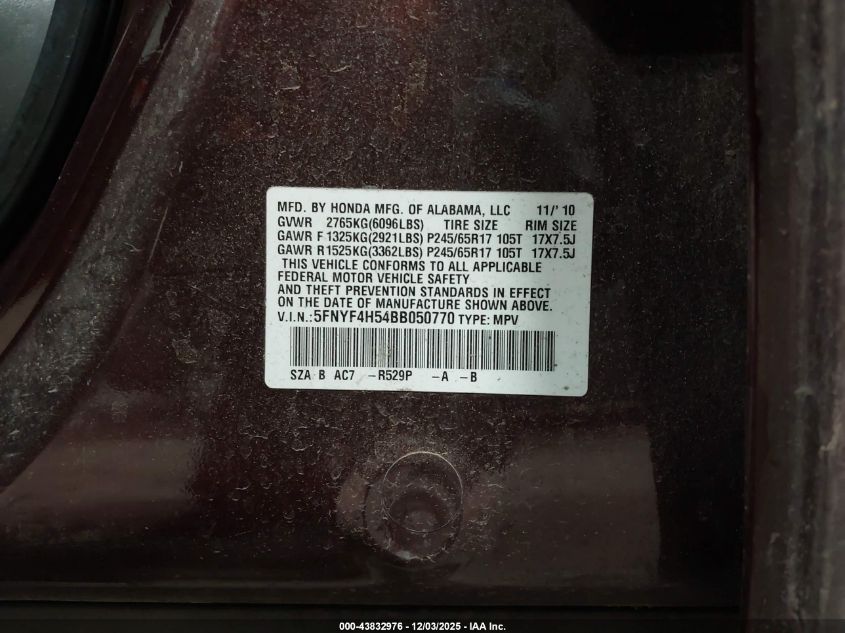 MFD. BY HONDA MFG. OF ALABAMA, LLC 11/' 10
GVWR 2765KG(6096LBS) TIRE SIZE RIM SIZE
GAWR F 1325KG(2921LBS) P245/65R17 105T 17X7.5J
GAWR R 1525KG(3362LBS) P245/65R17 105T 17X7.5J
THIS VEHICLE CONFORMS TO ALL APPLICABLE
FEDERAL MOTOR VEHICLE SAFETY
AND THEFT PREVENTION STANDARDS IN EFFECT
ON THE DATE OF MANUFACTURE SHOWN ABOVE.
V.I.N.: 5FNYF4H54BB050770 TYPE: MPV
SZA B AC7 -R529P -A -B
000-43832976 - 12/03/2025 - IAA Inc.